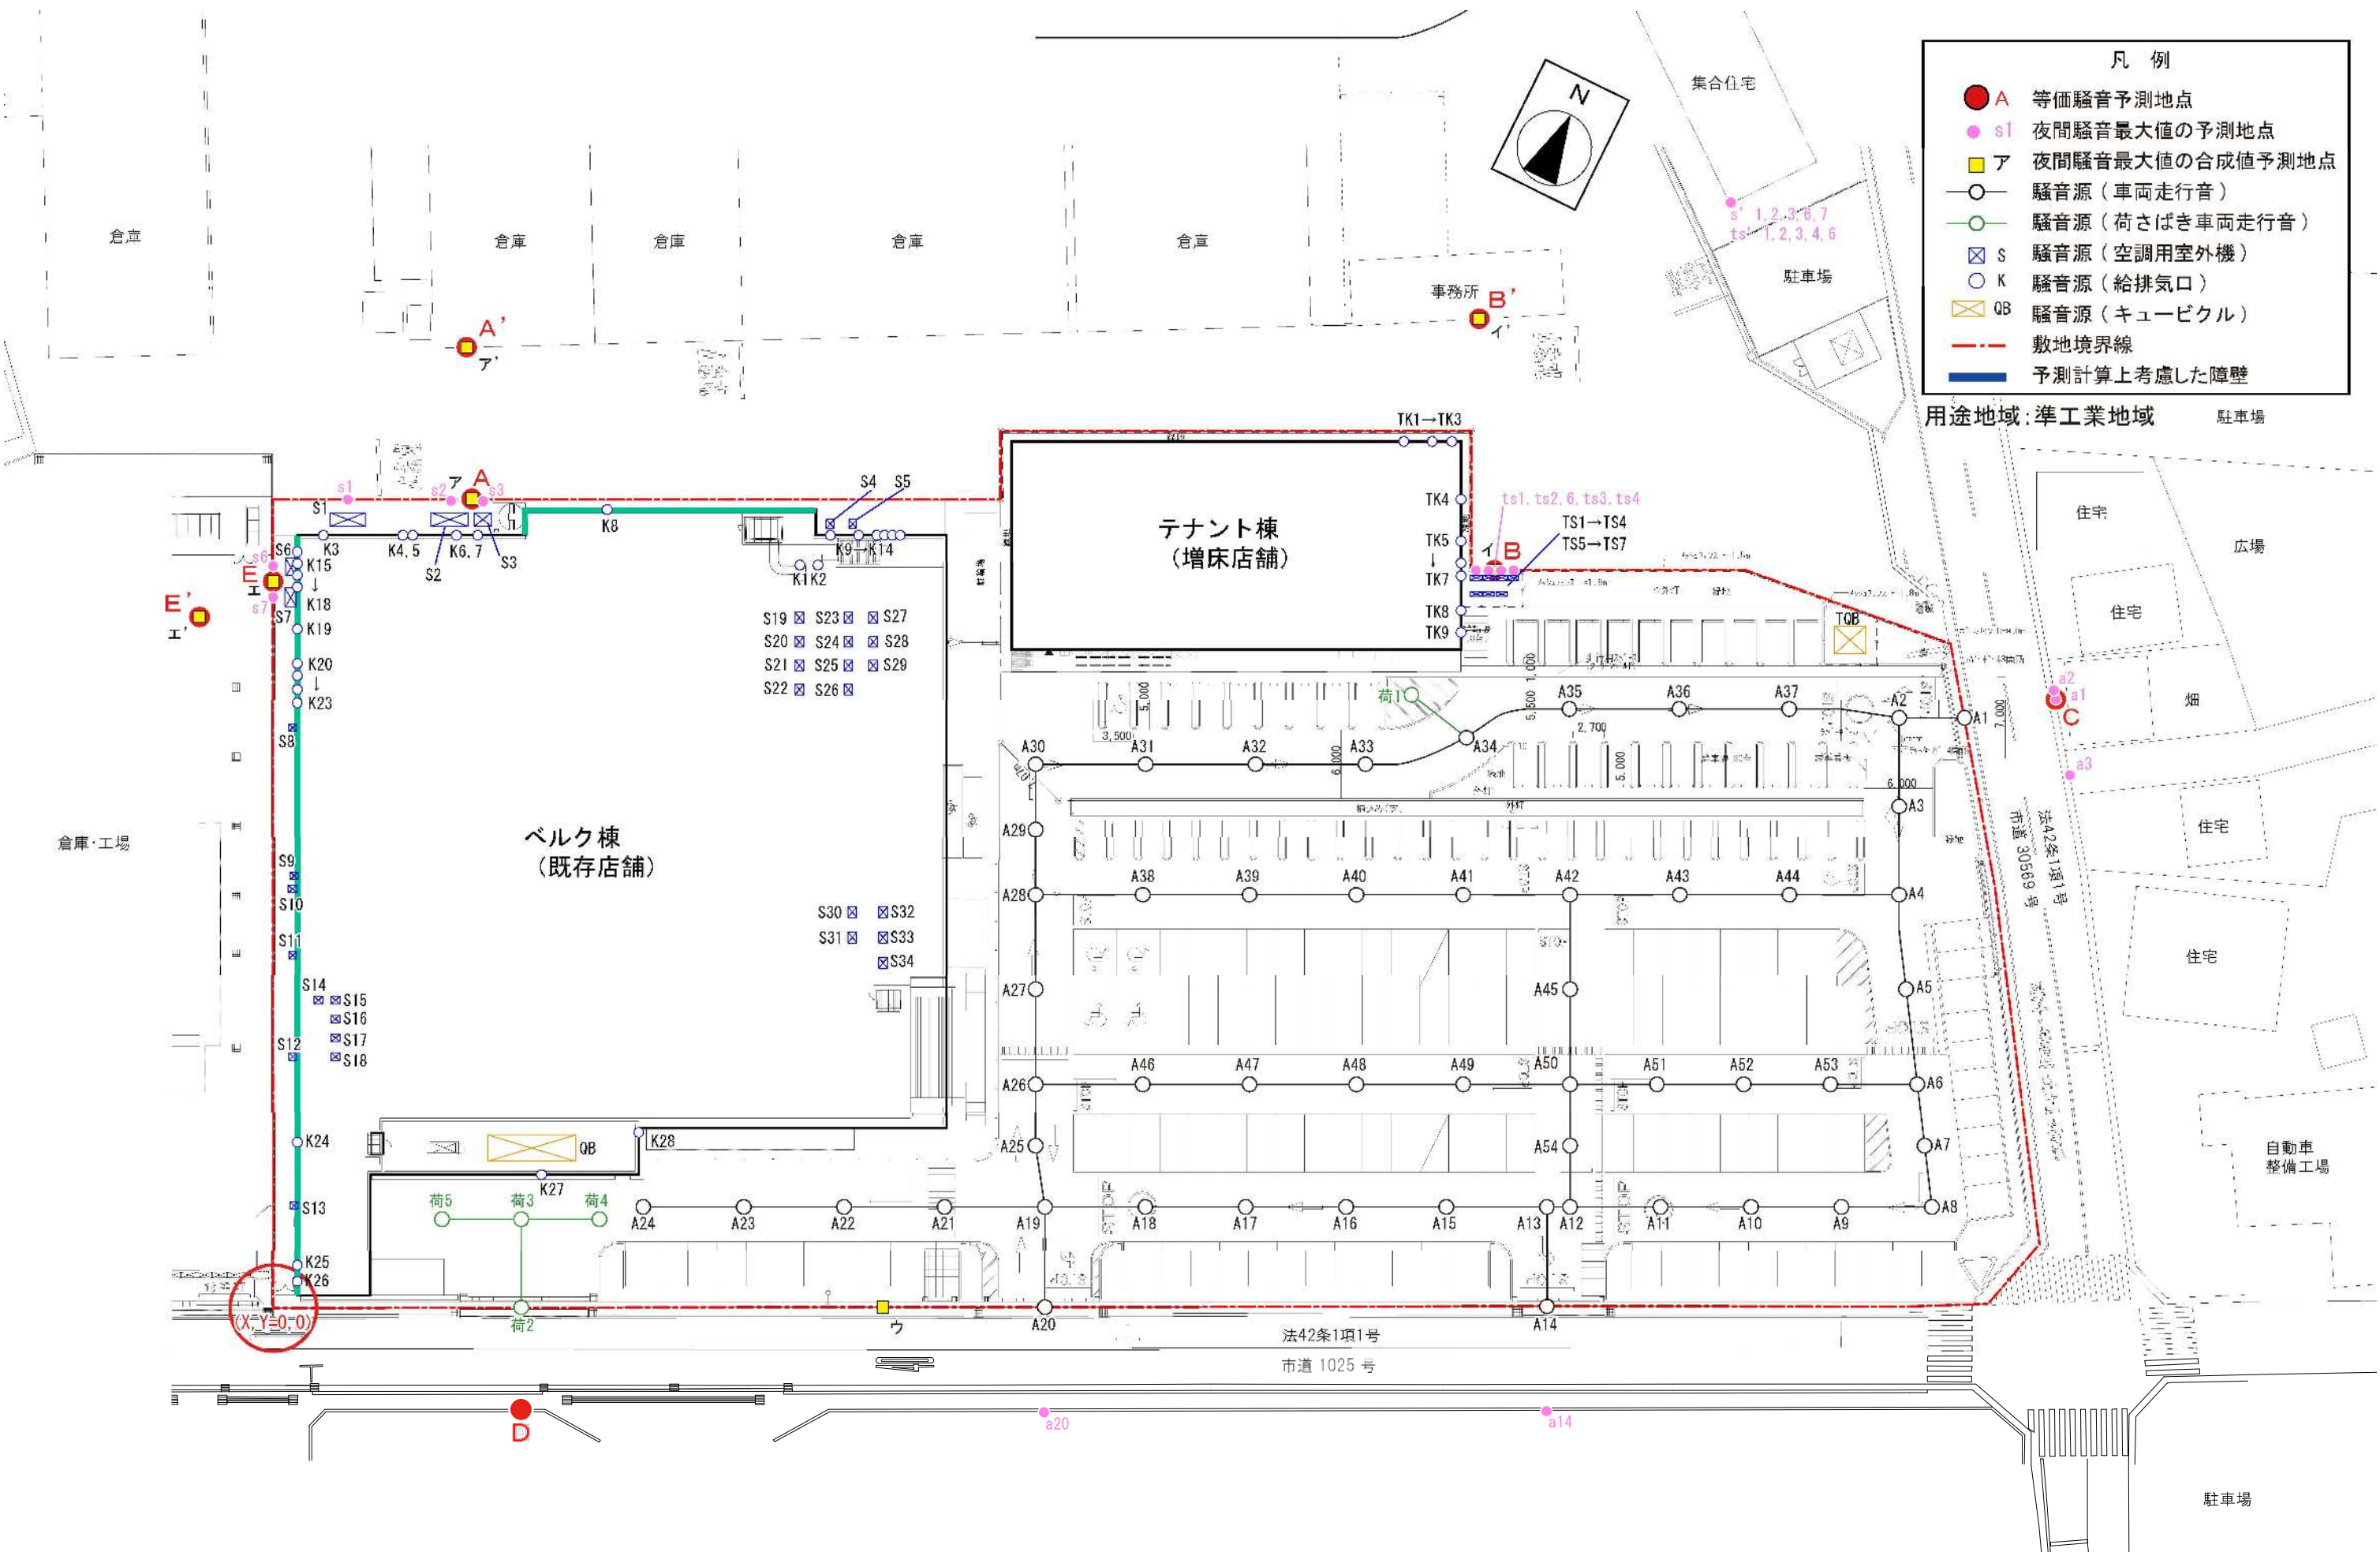 凡 例
A 等価騒音予測地点
s1 夜間騒音最大値の予測地点
ア 夜間騒音最大値の合成値予測地点
騒音源（車両走行音）
騒音源（荷さばき車両走行音）
S 騒音源（空調用室外機）
K 騒音源（給排気口）
QB 騒音源（キュービクル）
敷地境界線
予測計算上考慮した障壁
用途地域:準工業地域
N
集合住宅
s' 1,2,3,6,7
ts' 1,2,3,4,6
駐車場
駐車場
倉庫
倉庫
倉庫
倉庫
倉庫
事務所
B'
イ'
A'
ア'
TK1→TK3
住宅
広場
s1
s2
ア
A
s3
S4
S5
S1
K8
TK4
ts1,ts2,6,ts3,ts4
テナント棟
（増床店舗）
TS1→TS4
TS5→TS7
S6
K3
K4,5
K6,7
S3
S2
K9→K14
TK5
↓
TK7
イ
B
s6
E
エ
s7
S7
K15
↓
K18
K1
K2
E'
エ'
住宅
K19
S19
S23
S27
S20
S24
S28
S21
S25
S29
S22
S26
TK8
TK9
TQB
K20
↓
K23
5,000
荷1
5,500
1,000
A35
A36
A37
A2
A1
7,000
a2
a1
C
畑
S8
3,500
2,700
A30
A31
A32
A33
A34
6,000
5,000
6,000
a3
A3
ベルク棟
（既存店舗）
倉庫･工場
A29
住宅
法42条1項1号
市道 30569 号
S9
S10
A38
A39
A40
A41
A42
A43
A44
A28
A4
S30
S32
S31
S33
S34
S11
住宅
S14
S15
S16
S17
S18
S12
A27
A45
A5
A46
A47
A48
A49
A50
A51
A52
A53
A26
A6
K24
QB
K28
A25
A54
A7
自動車
整備工場
K27
荷5
荷3
荷4
S13
A24
A23
A22
A21
A19
A18
A17
A16
A15
A13
A12
A11
A10
A9
A8
K25
K26
(X,Y=0,0)
荷2
ウ
A20
A14
法42条1項1号
市道 1025 号
D
a20
a14
駐車場